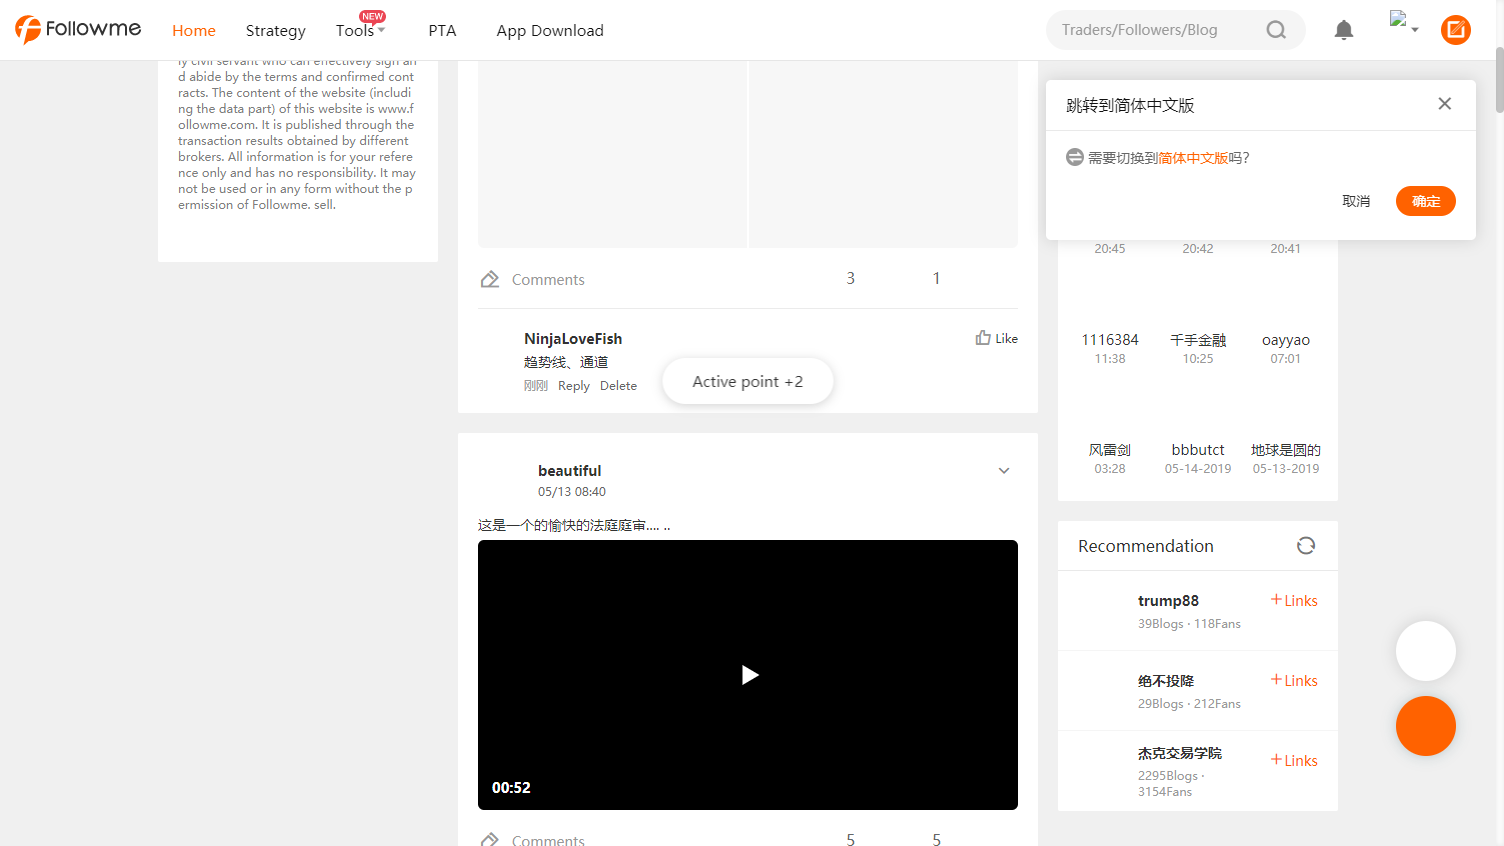 Followme
Home
Strategy
Tools
NEW
PTA
App Download
Traders/Followers/Blog
ly civil servant who can effectively sign an
d abide by the terms and confirmed cont
racts. The content of the website (includi
ng the data part) of this website is www.f
ollowme.com. It is published through the
transaction results obtained by different
brokers. All information is for your refere
nce only and has no responsibility. It may
not be used or in any form without the p
ermission of Followme. sell.
Comments
3
1
NinjaLoveFish
Like
趋势线、通道
刚刚 Reply Delete
Active point +2
beautiful
05/13 08:40
这是一个的愉快的法庭庭审.... ..
00:52
Comments
5
5
跳转到简体中文版
需要切换到简体中文版吗?
取消
确定
20:45
20:42
20:41
1116384
千手金融
oayyao
11:38
10:25
07:01
风雷剑
bbbutct
地球是圆的
03:28
05-14-2019
05-13-2019
Recommendation
trump88
+Links
39Blogs · 118Fans
绝不投降
+Links
29Blogs · 212Fans
杰克交易学院
+Links
2295Blogs ·
3154Fans